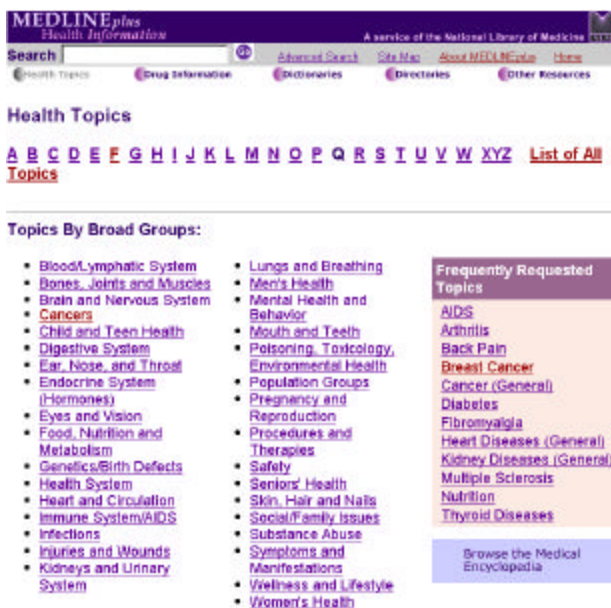 MEDLINEplus
Health Information
A service of the National Library of Medicine
Search
GO
Advanced Search Site Map About MEDLINEplus Home
Health Topics Drug Information Dictionaries Directories Other Resources
Health Topics
A B C D E F G H I J K L M N O P Q R S T U V W XYZ List of All
Topics
Topics By Broad Groups:
Blood/Lymphatic System
Bones, Joints and Muscles
Brain and Nervous System
Cancers
Child and Teen Health
Digestive System
Ear, Nose, and Throat
Endocrine System
(Hormones)
Eyes and Vision
Food, Nutrition and
Metabolism
Genetics/Birth Defects
Health System
Heart and Circulation
Immune System/AIDS
Infections
Injuries and Wounds
Kidneys and Urinary
System
Lungs and Breathing
Men's Health
Mental Health and
Behavior
Mouth and Teeth
Poisoning, Toxicology,
Environmental Health
Population Groups
Pregnancy and
Reproduction
Procedures and
Therapies
Safety
Seniors' Health
Skin, Hair and Nails
Social/Family Issues
Substance Abuse
Symptoms and
Manifestations
Wellness and Lifestyle
Women's Health
Frequently Requested
Topics
AIDS
Arthritis
Back Pain
Breast Cancer
Cancer (General)
Diabetes
Fibromyalgia
Heart Diseases (General)
Kidney Diseases (General)
Multiple Sclerosis
Nutrition
Thyroid Diseases
Browse the Medical
Encyclopedia